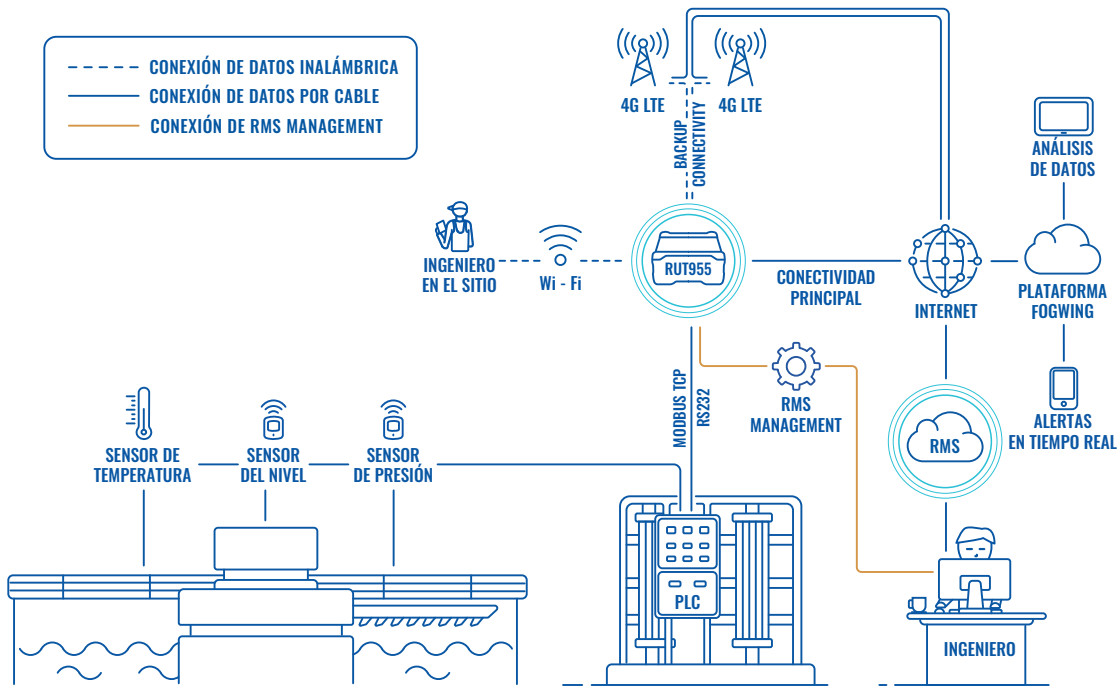 CONEXIÓN DE DATOS INALÁMBRICA
CONEXIÓN DE DATOS POR CABLE
CONEXIÓN DE RMS MANAGEMENT
4G LTE
4G LTE
BACKUP
CONNECTIVITY
ANÁLISIS
DE DATOS
INGENIERO
EN EL SITIO
Wi - Fi
RUT955
CONECTIVIDAD
PRINCIPAL
INTERNET
PLATAFORMA
FOGWING
MODBUS TCP
RS232
RMS
MANAGEMENT
RMS
ALERTAS
EN TIEMPO REAL
SENSOR DE
TEMPERATURA
SENSOR
DEL NIVEL
SENSOR
DE PRESIÓN
PLC
INGENIERO